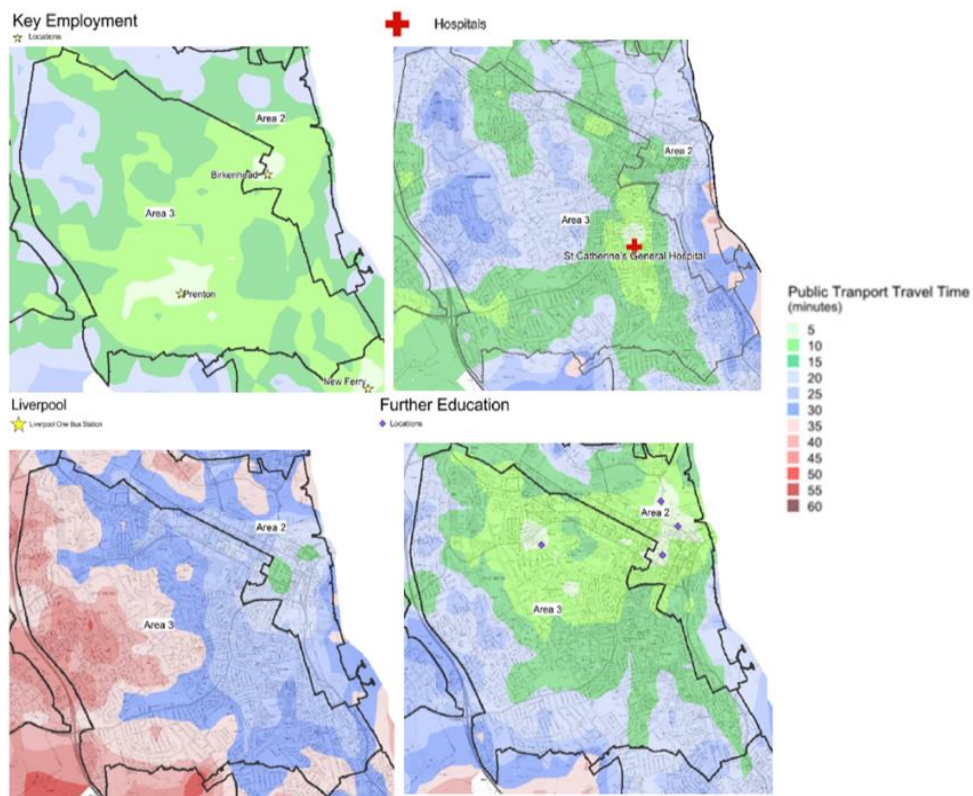 Key Employment
Locations
Area 2
Birkenhead
Area 3
Prenton
New Ferry
Hospitals
Area 2
Area 3
St Catherine's General Hospital
Public Tranport Travel Time
(minutes)
5
10
15
20
25
30
35
40
45
50
55
60
Liverpool
Liverpool One Bus Station
Area 2
Area 3
Further Education
Locations
Area 2
Area 3